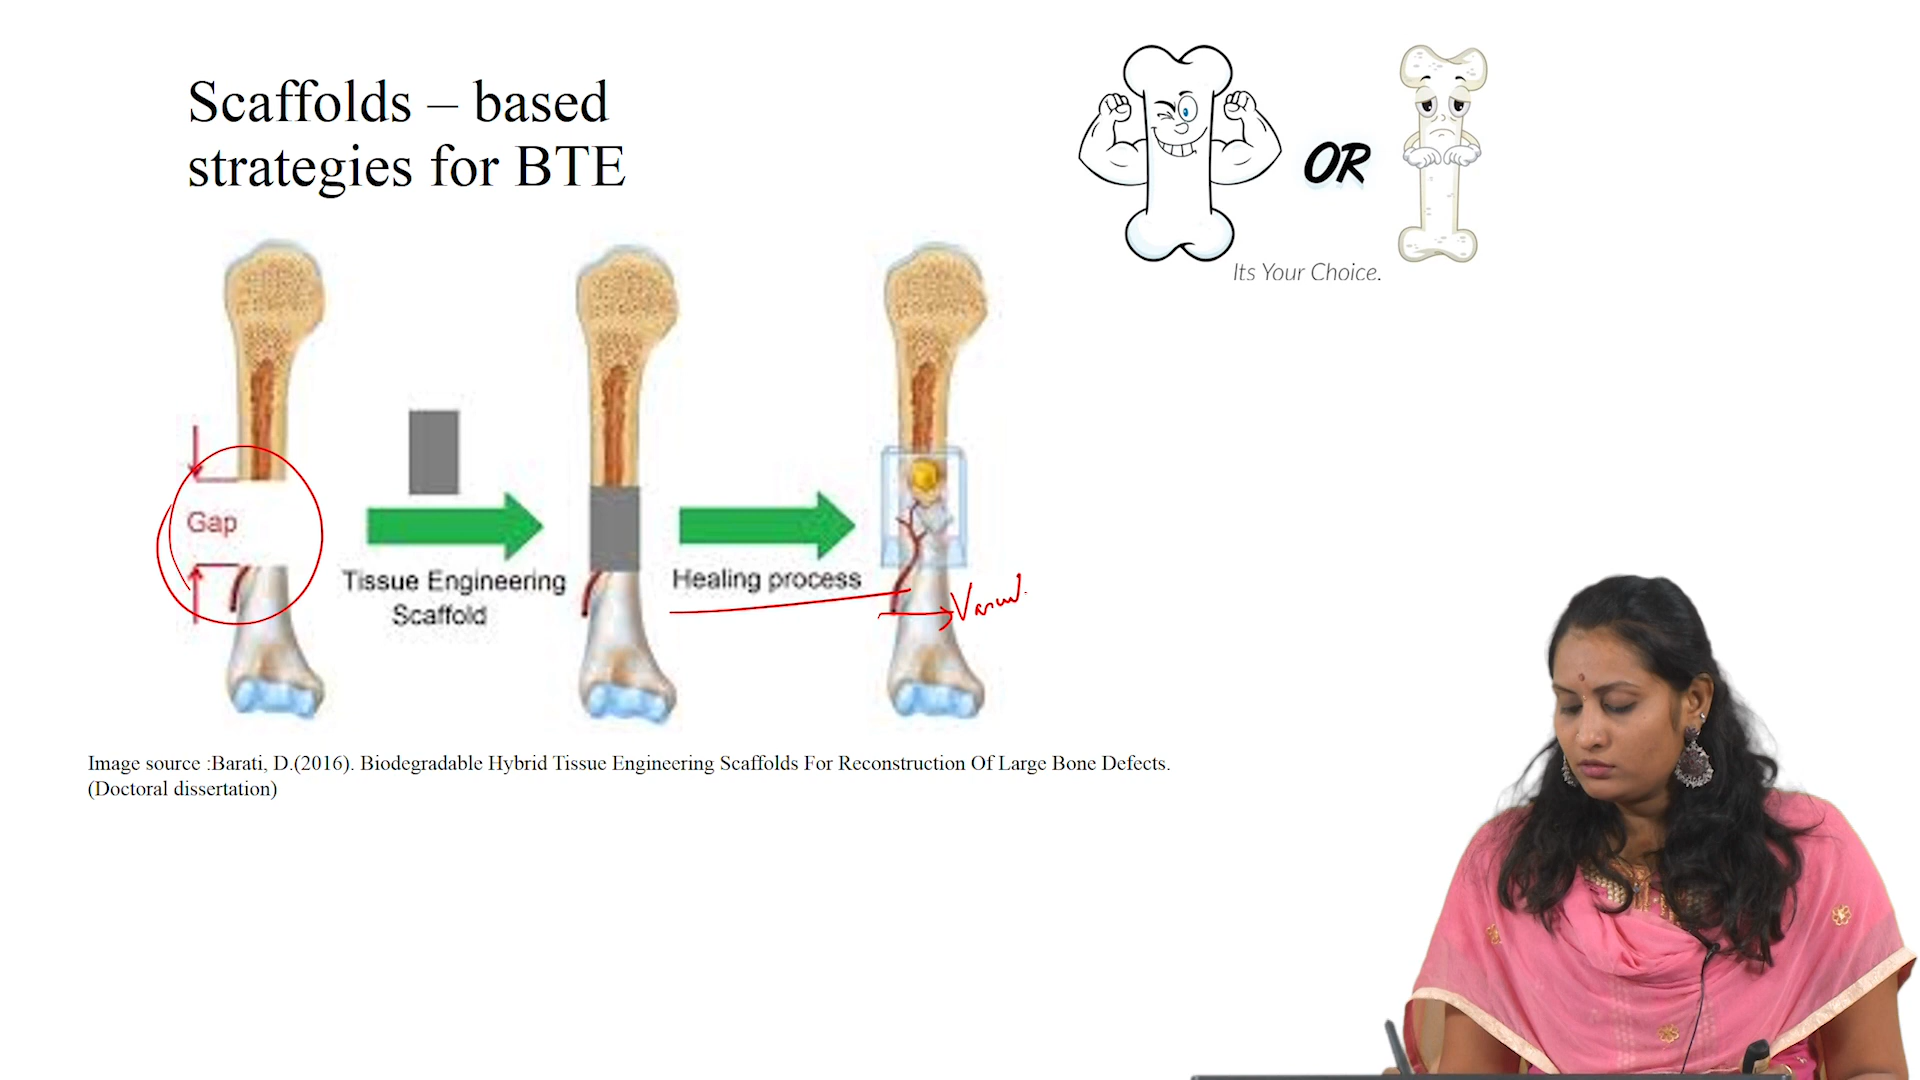 Scaffolds – based
strategies for BTE
OR
Its Your Choice.
Gap
Tissue Engineering
Scaffold
Healing process
Image source :Barati, D.(2016). Biodegradable Hybrid Tissue Engineering Scaffolds For Reconstruction Of Large Bone Defects.
(Doctoral dissertation)